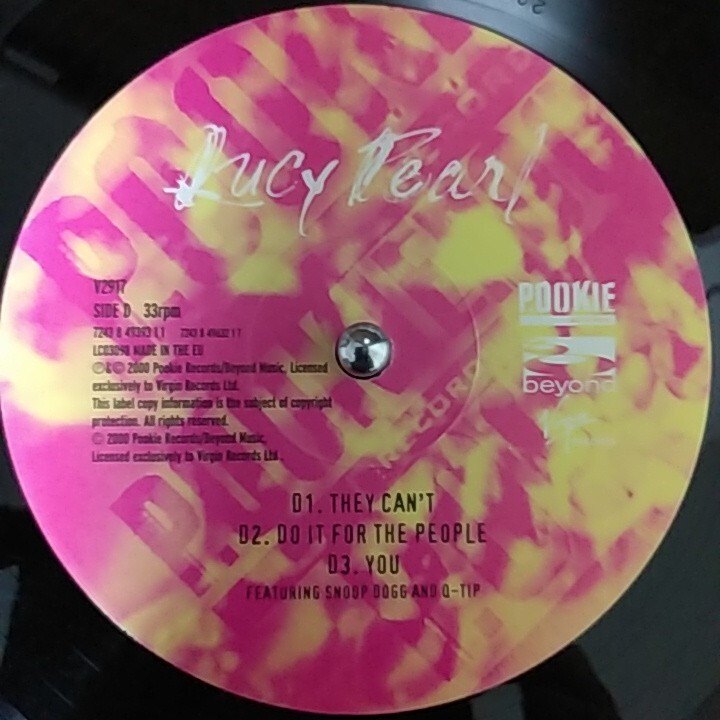 Lucy Pearl
V2917
SIDE D 33rpm
LC03098 MADE IN THE EU
Ⓟ&© 2000 Pookie Records/Beyond Music, Licensed
exclusively to Virgin Records Ltd.
This label copy information is the subject of copyright
protection. All rights reserved.
© 2000 Pookie Records/Beyond Music,
Licensed exclusively to Virgin Records Ltd.
POOKIE
beyond
Virgin
D1. THEY CAN'T
D2. DO IT FOR THE PEOPLE
D3. YOU
FEATURING SNOOP DOGG AND Q-TIP